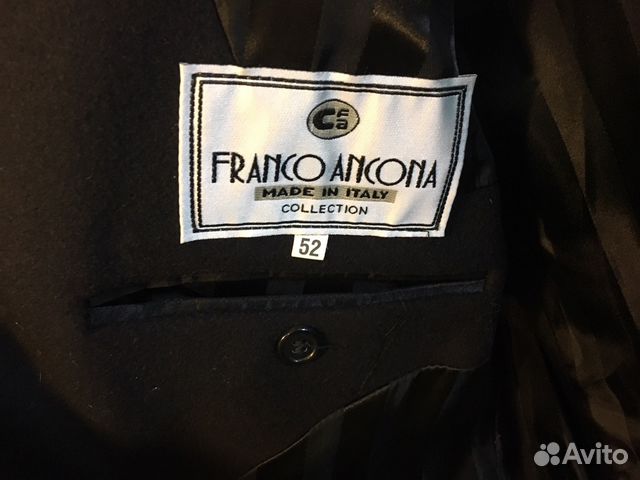 CFa
FRANCO ANCONA
MADE IN ITALY
COLLECTION
52
Avito